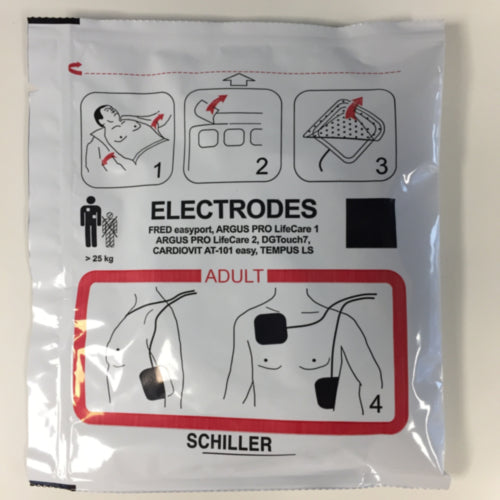 1
2
3
ELECTRODES
FRED easyport, ARGUS PRO LifeCare 1
ARGUS PRO LifeCare 2, DGTouch7,
CARDIOVIT AT-101 easy, TEMPUS LS
> 25 kg
ADULT
4
SCHILLER